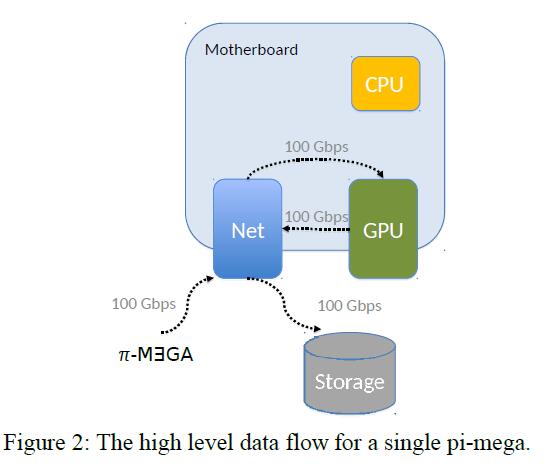 Motherboard
CPU
100 Gbps
Net
100 Gbps
GPU
100 Gbps
100 Gbps
π-MƎGA
Storage
Figure 2: The high level data flow for a single pi-mega.